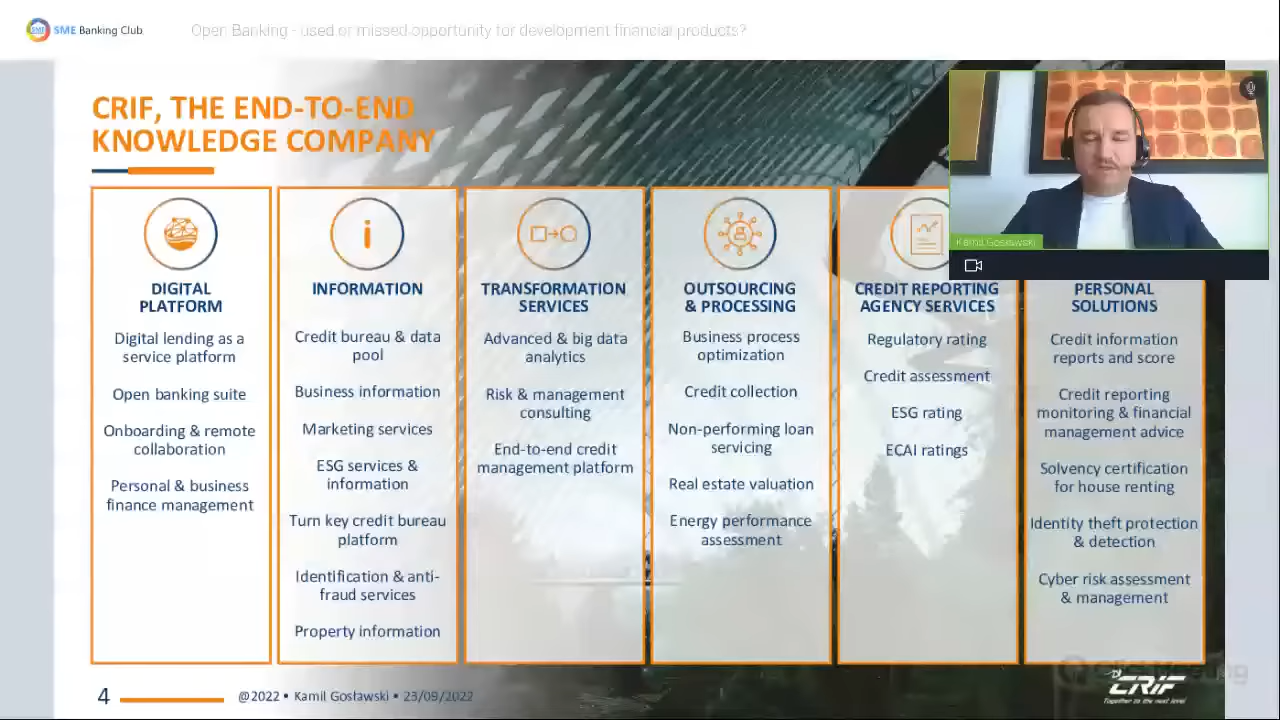 SME Banking Club
Open Banking - used or missed opportunity for development financial products?
CRIF, THE END-TO-END
KNOWLEDGE COMPANY
Kamil Gosławski
DIGITAL
PLATFORM
Digital lending as a
service platform
Open banking suite
Onboarding & remote
collaboration
Personal & business
finance management
INFORMATION
Credit bureau & data
pool
Business information
Marketing services
ESG services &
information
Turn key credit bureau
platform
Identification & anti-
fraud services
Property information
TRANSFORMATION
SERVICES
Advanced & big data
analytics
Risk & management
consulting
End-to-end credit
management platform
OUTSOURCING
& PROCESSING
Business process
optimization
Credit collection
Non-performing loan
servicing
Real estate valuation
Energy performance
assessment
CREDIT REPORTING
AGENCY SERVICES
Regulatory rating
Credit assessment
ESG rating
ECAI ratings
PERSONAL
SOLUTIONS
Credit information
reports and score
Credit reporting
monitoring & financial
management advice
Solvency certification
for house renting
Identity theft protection
& detection
Cyber risk assessment
& management
4
@2022 • Kamil Gosławski • 23/09/2022
CRIF
Together to the next level